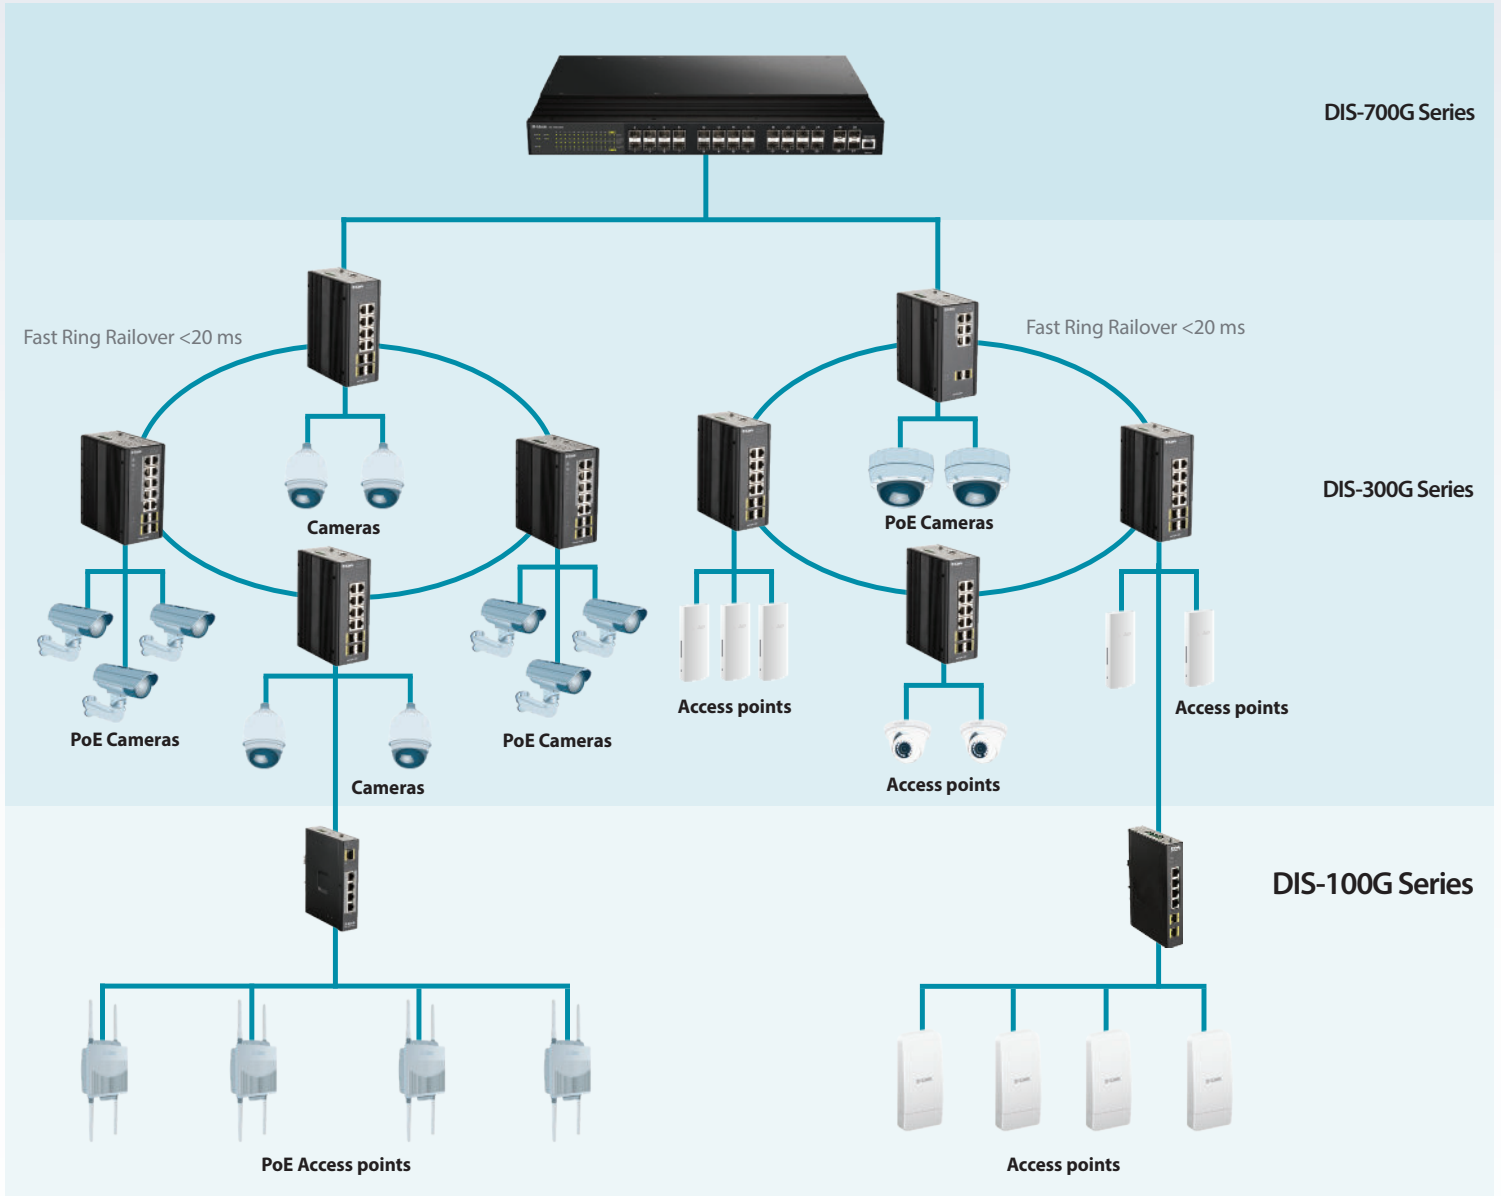 DIS-700G Series
Fast Ring Railover <20 ms
Fast Ring Railover <20 ms
DIS-300G Series
Cameras
PoE Cameras
Access points
Access points
PoE Cameras
PoE Cameras
Access points
Cameras
DIS-100G Series
PoE Access points
Access points